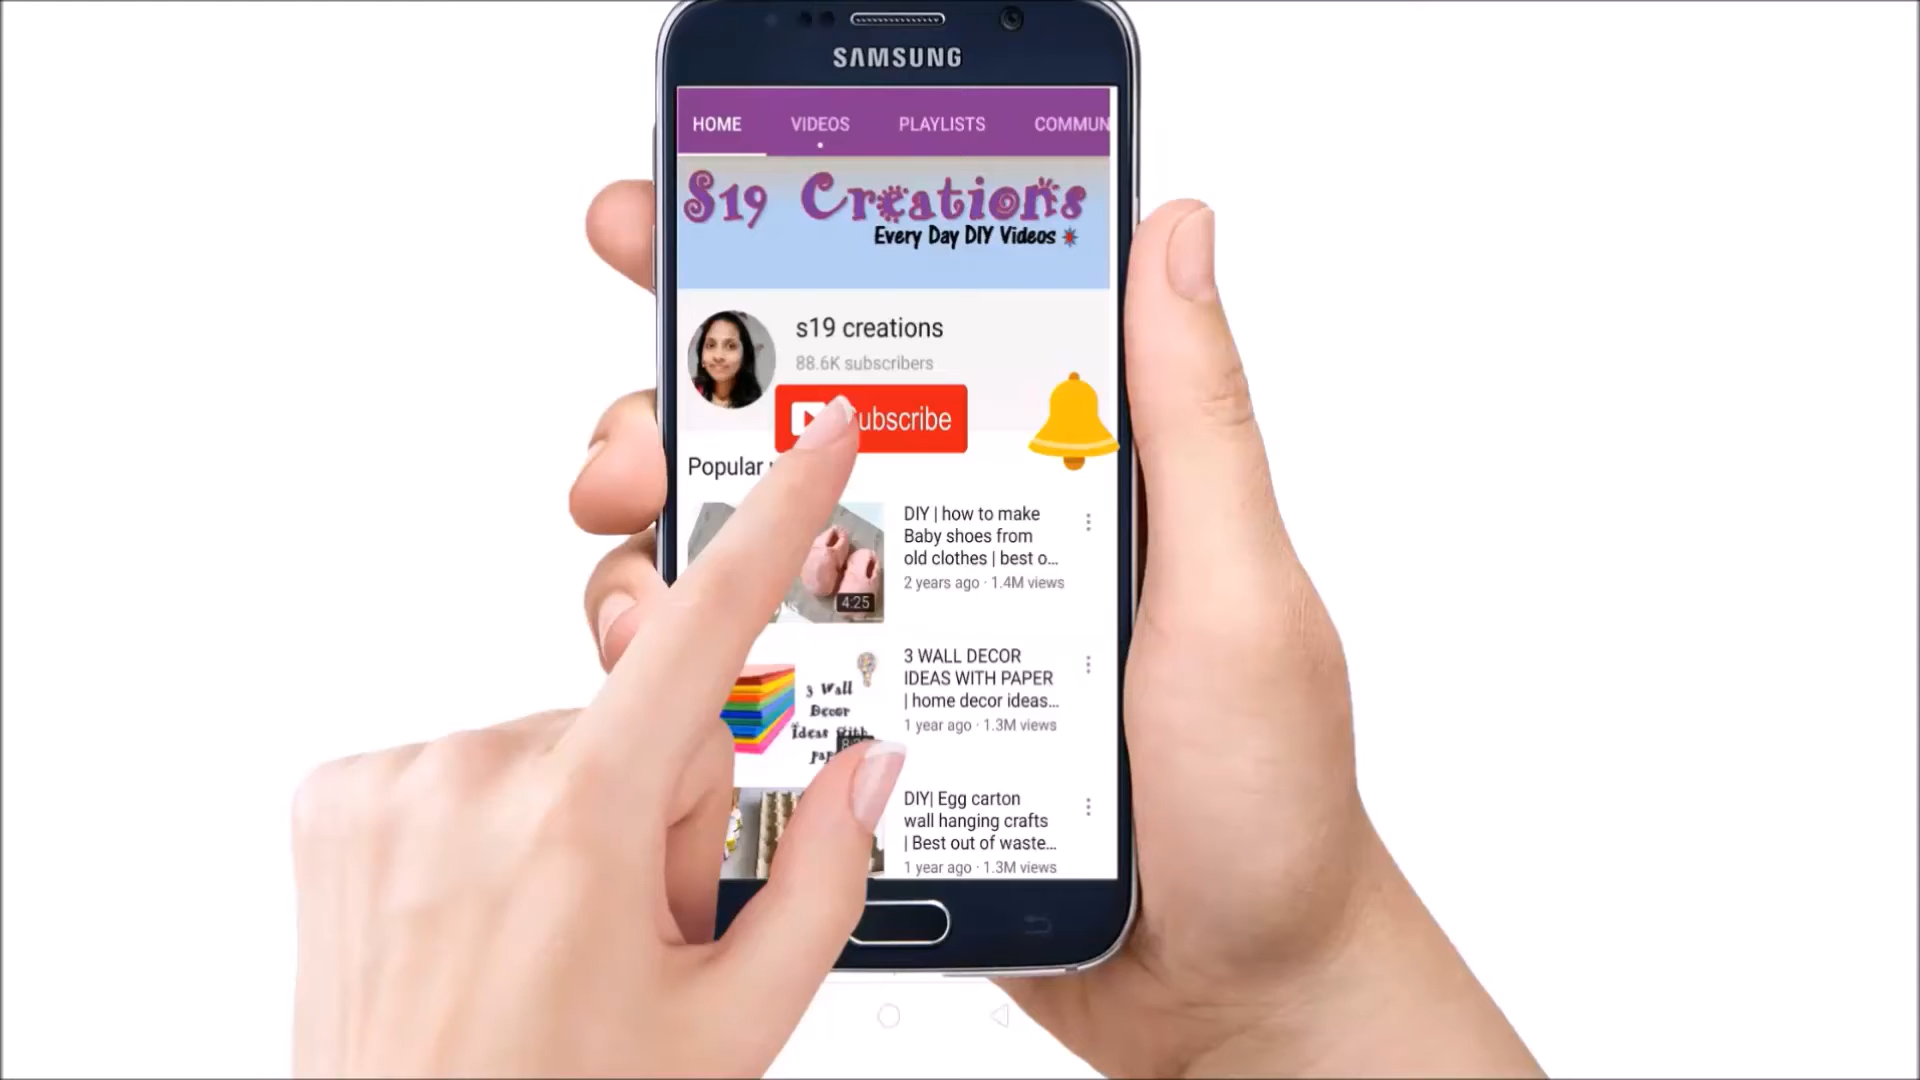 SAMSUNG
HOME VIDEOS PLAYLISTS COMMUN
S19 Creations
Every Day DIY Videos
s19 creations
88.6K subscribers
ubscribe
Popular
DIY | how to make
Baby shoes from
old clothes | best o...
2 years ago · 1.4M views
4:25
3 WALL DECOR
IDEAS WITH PAPER
| home decor ideas...
1 year ago · 1.3M views
3 Wall
Decor
Ideas with
DIY| Egg carton
wall hanging crafts
| Best out of waste...
1 year ago · 1.3M views